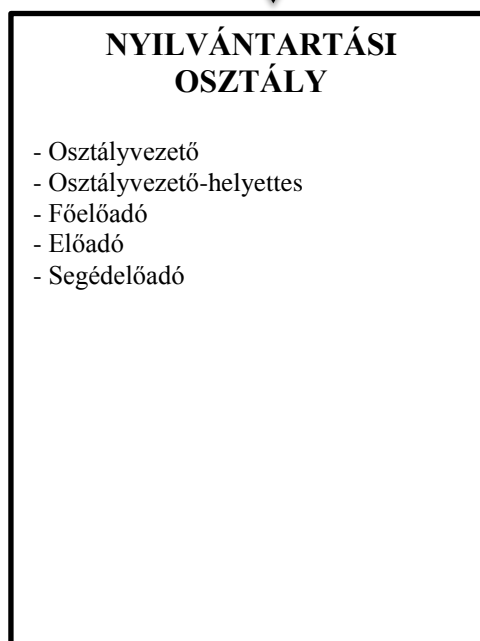 NYILVÁNTARTÁSI
OSZTÁLY
- Osztályvezető
- Osztályvezető-helyettes
- Főelőadó
- Előadó
- Segédelőadó